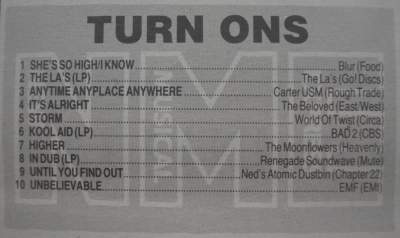 TURN ONS
1 SHE'S SO HIGH/I KNOW Blur (Food)
2 THE LA'S (LP) The La's (Go! Discs)
3 ANYTIME ANYPLACE ANYWHERE Carter USM (Rough Trade)
4 IT'S ALRIGHT The Beloved (East/West)
5 STORM World Of Twist (Circa)
6 KOOL AID (LP) BAD 2 (CBS)
7 HIGHER The Moonflowers (Heavenly)
8 IN DUB (LP) Renegade Soundwave (Mute)
9 UNTIL YOU FIND OUT Ned's Atomic Dustbin (Chapter 22)
10 UNBELIEVABLE EMF (EMI)
NME
MUSICAL